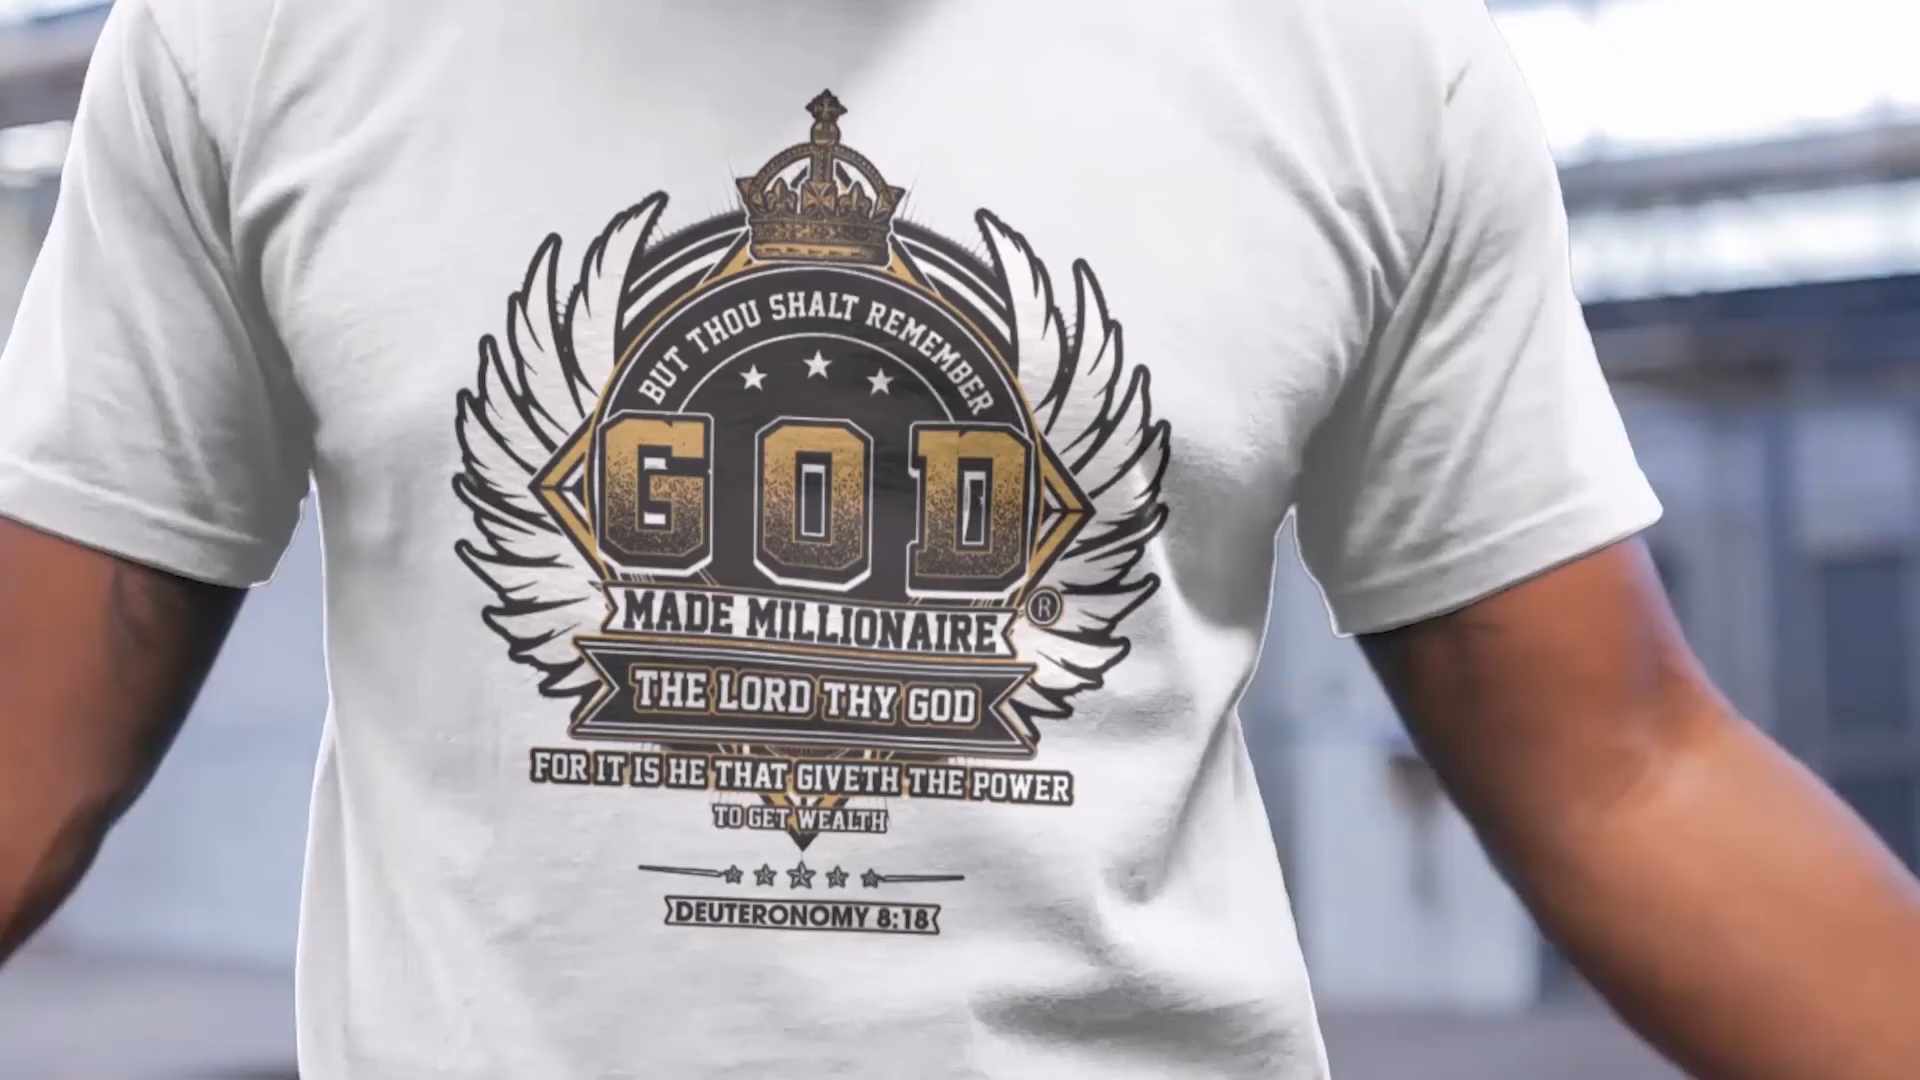 BUT THOU SHALT REMEMBER
GOD
MADE MILLIONAIRE ®
THE LORD THY GOD
FOR IT IS HE THAT GIVETH THE POWER
TO GET WEALTH
DEUTERONOMY 8:18